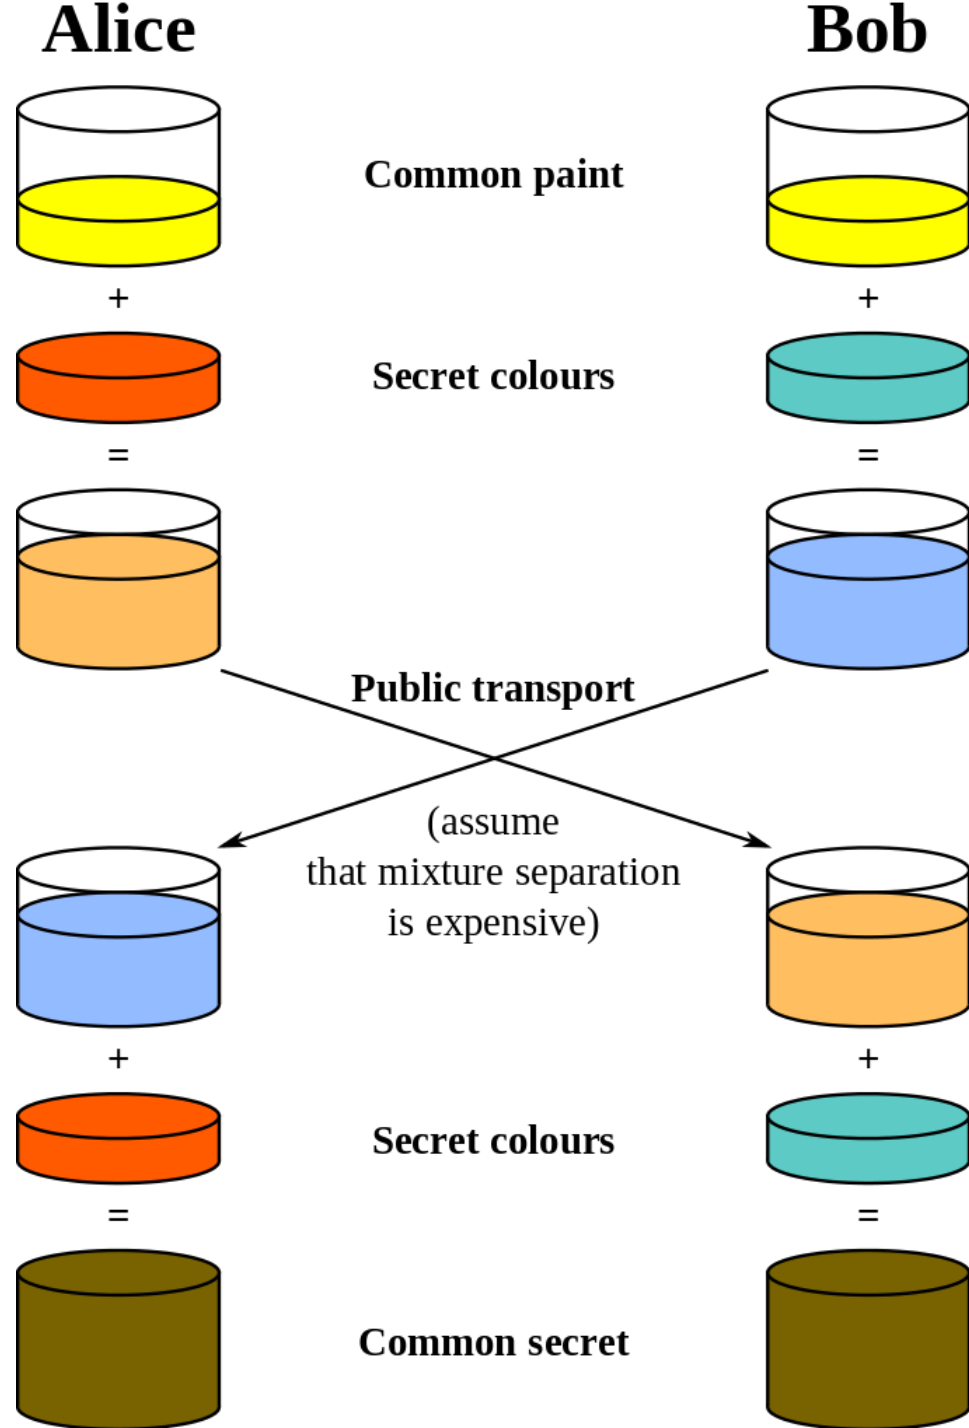 Alice Bob
Common paint
+ +
Secret colours
= =
Public transport
(assume
that mixture separation
is expensive)
+ +
Secret colours
= =
Common secret